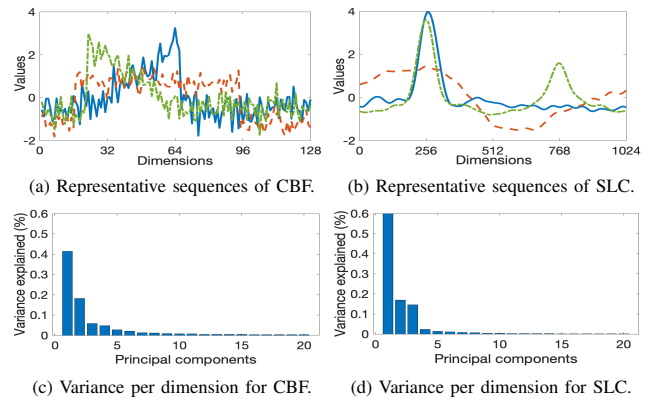 4
2
0
−2
Values
0 32 64 96 128
Dimensions
(a) Representative sequences of CBF.
4
2
0
−2
Values
0 256 512 768 1024
Dimensions
(b) Representative sequences of SLC.
0.6
0.5
0.4
0.3
0.2
0.1
0
Variance explained (%)
0 5 10 15 20
Principal components
(c) Variance per dimension for CBF.
0.6
0.5
0.4
0.3
0.2
0.1
0
Variance explained (%)
0 5 10 15 20
Principal components
(d) Variance per dimension for SLC.